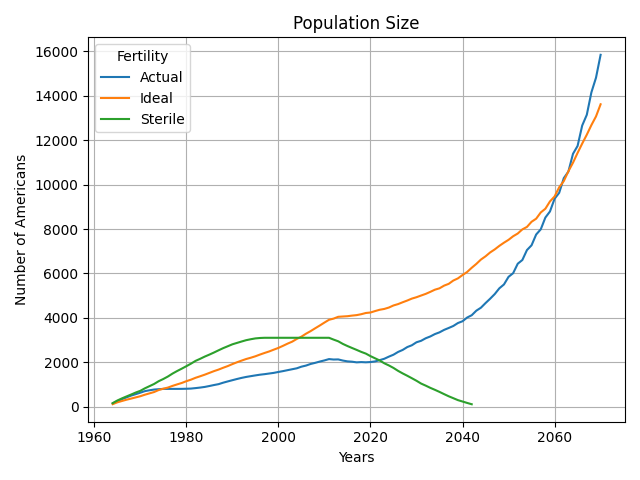 Population Size
Fertility
Actual
Ideal
Sterile
Number of Americans
16000
14000
12000
10000
8000
6000
4000
2000
0
1960
1980
2000
2020
2040
2060
Years